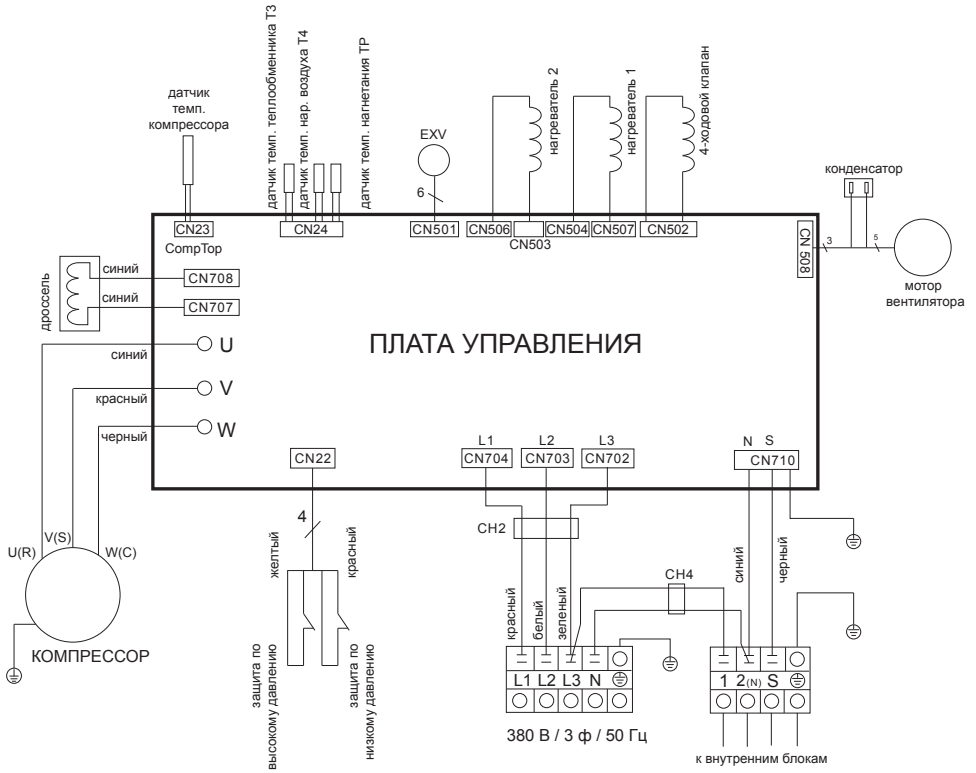 датчик
темп.
компрессора
датчик темп. теплообменника Т3
датчик темп. нар. воздуха Т4
датчик темп. нагнетания ТР
EXV
6
нагреватель 2
нагреватель 1
4-ходовой клапан
конденсатор
CN23
CompTop
CN24
CN501
CN506
CN503
CN504
CN507
CN502
CN 508
3
5
мотор
вентилятора
дроссель
синий
CN708
синий
CN707
ПЛАТА УПРАВЛЕНИЯ
U
синий
V
красный
W
черный
CN22
L1
CN704
L2
CN703
L3
CN702
N S
CN710
4
желтый
красный
CH2
CH4
синий
черный
U(R)
V(S)
W(C)
КОМПРЕССОР
защита по
высокому давлению
защита по
низкому давлению
красный
белый
зеленый
L1 L2 L3 N
1 2(N) S
380 В / 3 ф / 50 Гц
к внутренним блокам